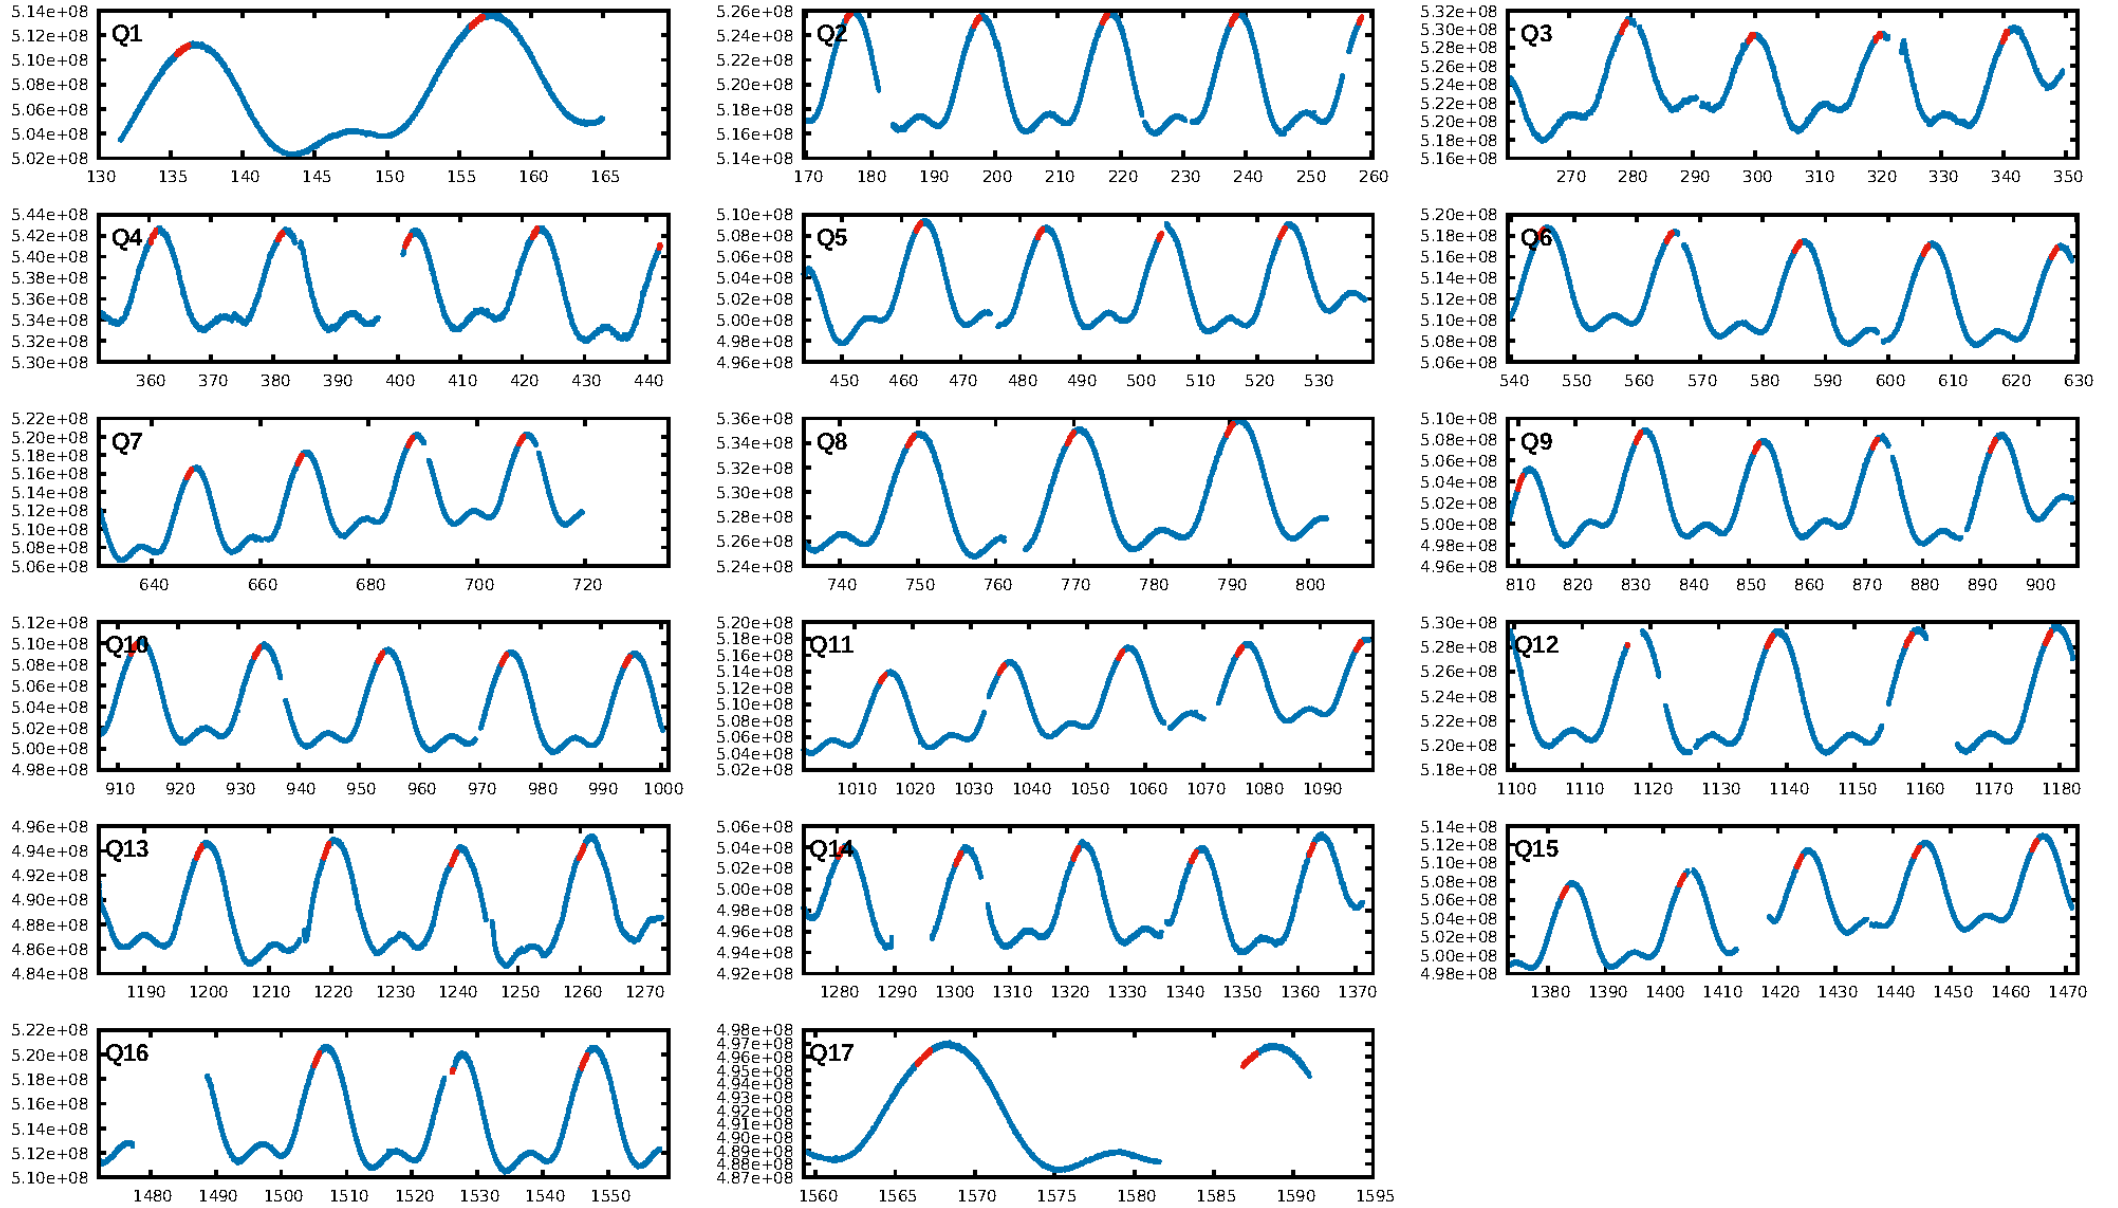 5.14e+08
5.12e+08
5.10e+08
5.08e+08
5.06e+08
5.04e+08
5.02e+08
Q1
130 135 140 145 150 155 160 165
5.26e+08
5.24e+08
5.22e+08
5.20e+08
5.18e+08
5.16e+08
5.14e+08
Q2
170 180 190 200 210 220 230 240 250 260
5.32e+08
5.30e+08
5.28e+08
5.26e+08
5.24e+08
5.22e+08
5.20e+08
5.18e+08
5.16e+08
Q3
270 280 290 300 310 320 330 340 350
5.44e+08
5.42e+08
5.40e+08
5.38e+08
5.36e+08
5.34e+08
5.32e+08
5.30e+08
Q4
360 370 380 390 400 410 420 430 440
5.10e+08
5.08e+08
5.06e+08
5.04e+08
5.02e+08
5.00e+08
4.98e+08
4.96e+08
Q5
450 460 470 480 490 500 510 520 530
5.20e+08
5.18e+08
5.16e+08
5.14e+08
5.12e+08
5.10e+08
5.08e+08
5.06e+08
Q6
540 550 560 570 580 590 600 610 620 630
5.22e+08
5.20e+08
5.18e+08
5.16e+08
5.14e+08
5.12e+08
5.10e+08
5.08e+08
5.06e+08
Q7
640 660 680 700 720
5.36e+08
5.34e+08
5.32e+08
5.30e+08
5.28e+08
5.26e+08
5.24e+08
Q8
740 750 760 770 780 790 800
5.10e+08
5.08e+08
5.06e+08
5.04e+08
5.02e+08
5.00e+08
4.98e+08
4.96e+08
Q9
810 820 830 840 850 860 870 880 890 900
5.12e+08
5.10e+08
5.08e+08
5.06e+08
5.04e+08
5.02e+08
5.00e+08
4.98e+08
Q10
910 920 930 940 950 960 970 980 990 1000
5.20e+08
5.18e+08
5.16e+08
5.14e+08
5.12e+08
5.10e+08
5.08e+08
5.06e+08
5.04e+08
5.02e+08
Q11
1010 1020 1030 1040 1050 1060 1070 1080 1090
5.30e+08
5.28e+08
5.26e+08
5.24e+08
5.22e+08
5.20e+08
5.18e+08
Q12
1100 1110 1120 1130 1140 1150 1160 1170 1180
4.96e+08
4.94e+08
4.92e+08
4.90e+08
4.88e+08
4.86e+08
4.84e+08
Q13
1190 1200 1210 1220 1230 1240 1250 1260 1270
5.06e+08
5.04e+08
5.02e+08
5.00e+08
4.98e+08
4.96e+08
4.94e+08
4.92e+08
Q14
1280 1290 1300 1310 1320 1330 1340 1350 1360 1370
5.14e+08
5.12e+08
5.10e+08
5.08e+08
5.06e+08
5.04e+08
5.02e+08
5.00e+08
4.98e+08
Q15
1380 1390 1400 1410 1420 1430 1440 1450 1460 1470
5.22e+08
5.20e+08
5.18e+08
5.16e+08
5.14e+08
5.12e+08
5.10e+08
Q16
1480 1490 1500 1510 1520 1530 1540 1550
4.98e+08
4.97e+08
4.96e+08
4.95e+08
4.94e+08
4.93e+08
4.92e+08
4.91e+08
4.90e+08
4.89e+08
4.88e+08
4.87e+08
Q17
1560 1565 1570 1575 1580 1585 1590 1595